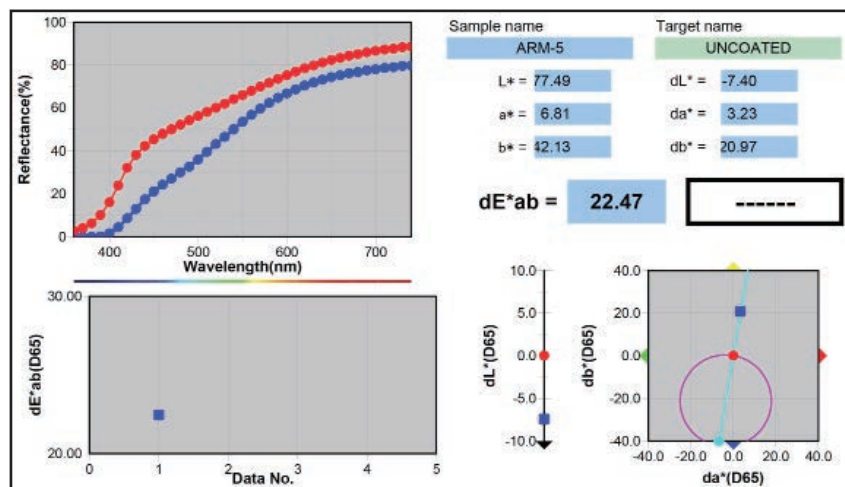 100
80
60
40
20
0
Reflectance(%)
400 500 600 700
Wavelength(nm)
Sample name Target name
ARM-5 UNCOATED
L* = 77.49 dL* = -7.40
a* = 6.81 da* = 3.23
b* = 42.13 db* = 20.97
dE*ab = 22.47 ------
30.00
20.00
dE*ab(D65)
0 1 2 3 4 5
Data No.
10.0
5.0
0.0
-5.0
-10.0
dL*(D65)
40.0
20.0
0.0
-20.0
-40.0
db*(D65)
-40.0 -20.0 0.0 20.0 40.0
da*(D65)